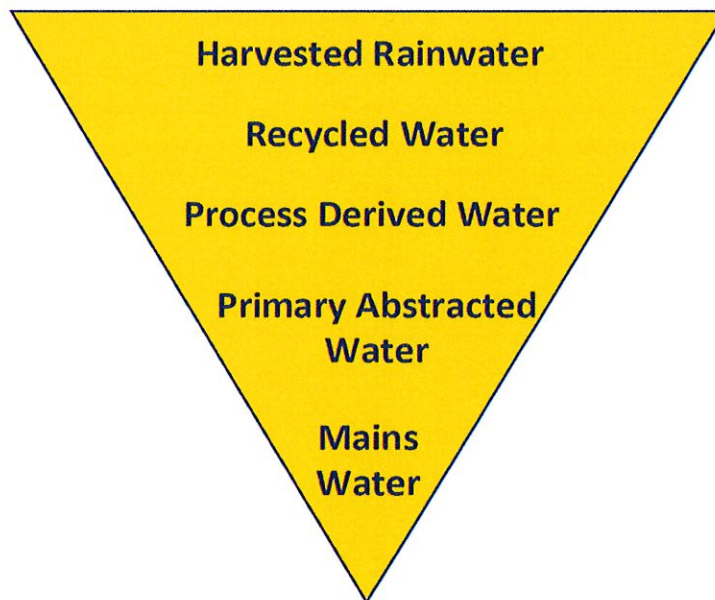 Harvested Rainwater
Recycled Water
Process Derived Water
Primary Abstracted
Water
Mains
Water